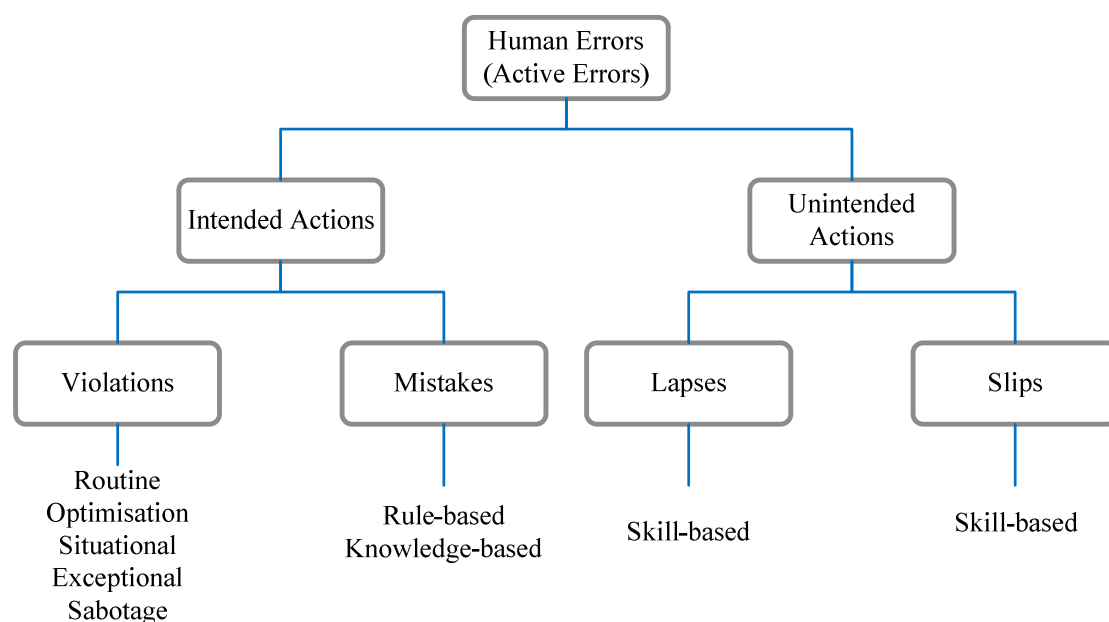 Human Errors
(Active Errors)
Intended Actions
Unintended
Actions
Violations
Mistakes
Lapses
Slips
Routine
Optimisation
Situational
Exceptional
Sabotage
Rule-based
Knowledge-based
Skill-based
Skill-based